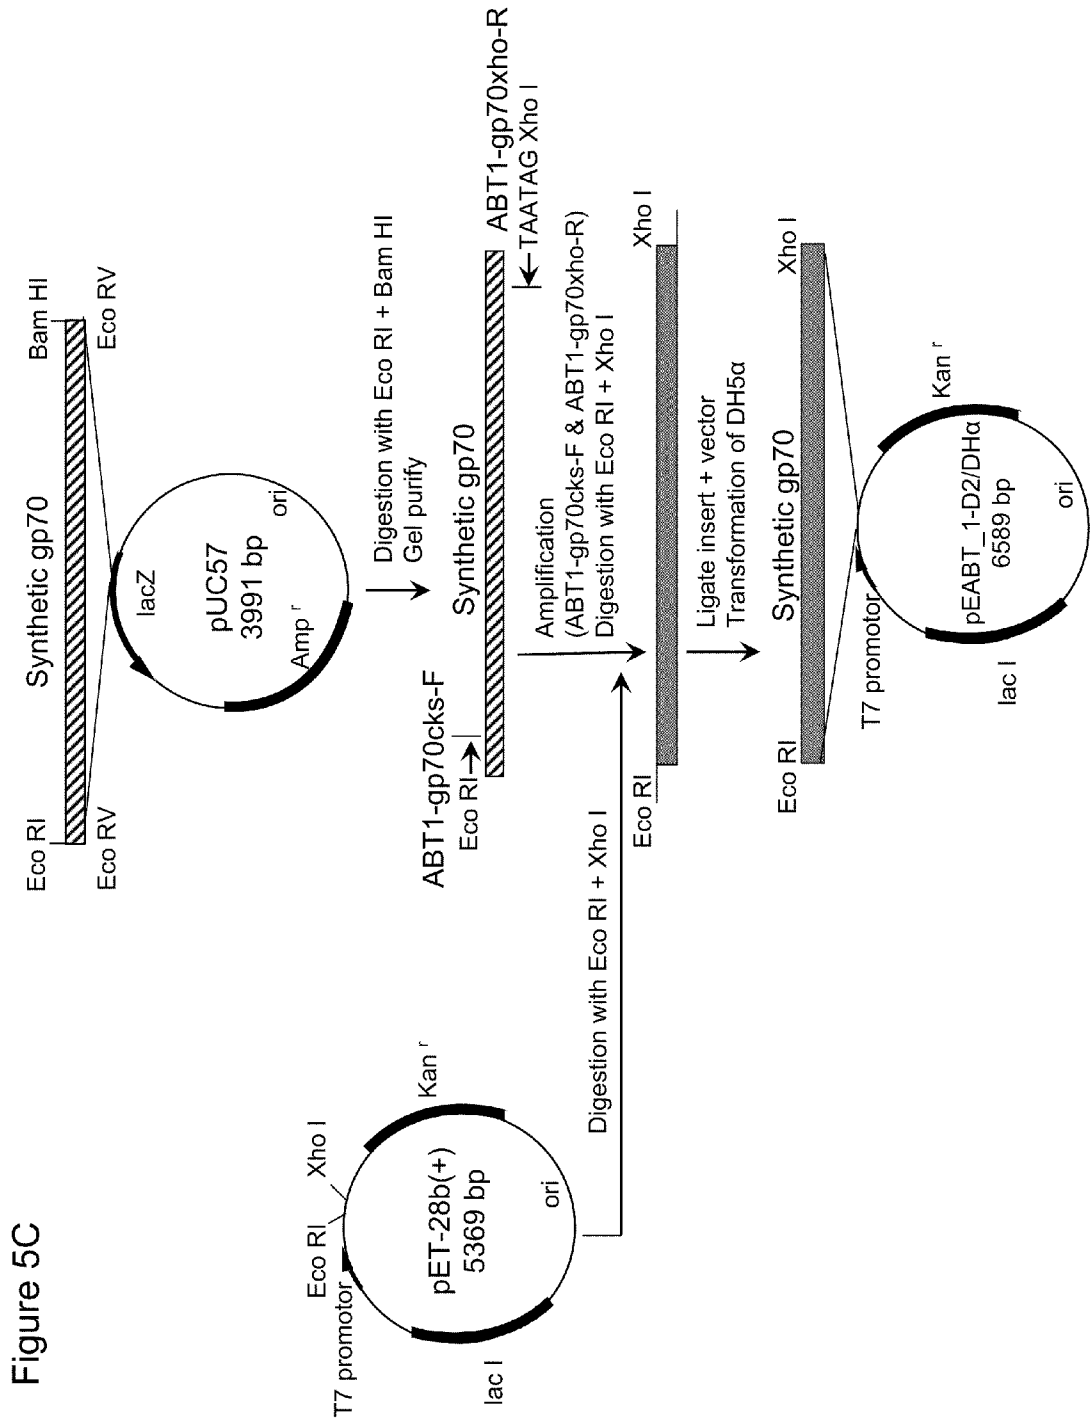 Figure 5C
Synthetic gp70
Eco RI
Bam HI
Eco RV
Eco RV
lacZ
pUC57
3991 bp
Amp r
ori
Digestion with Eco RI + Bam HI
Gel purify
ABT1-gp70cks-F
Eco RI
Synthetic gp70
ABT1-gp70xho-R
TAATAG Xho I
Amplification
(ABT1-gp70cks-F & ABT1-gp70xho-R)
Digestion with Eco RI + Xho I
T7 promotor
Eco RI
Xho I
pET-28b(+)
5369 bp
Kan r
lac I
ori
Digestion with Eco RI + Xho I
Eco RI
Xho I
Ligate insert + vector
Transformation of DH5α
Synthetic gp70
Eco RI
Xho I
T7 promotor
Kan r
pEABT_1-D2/DHα
6589 bp
lac I
ori